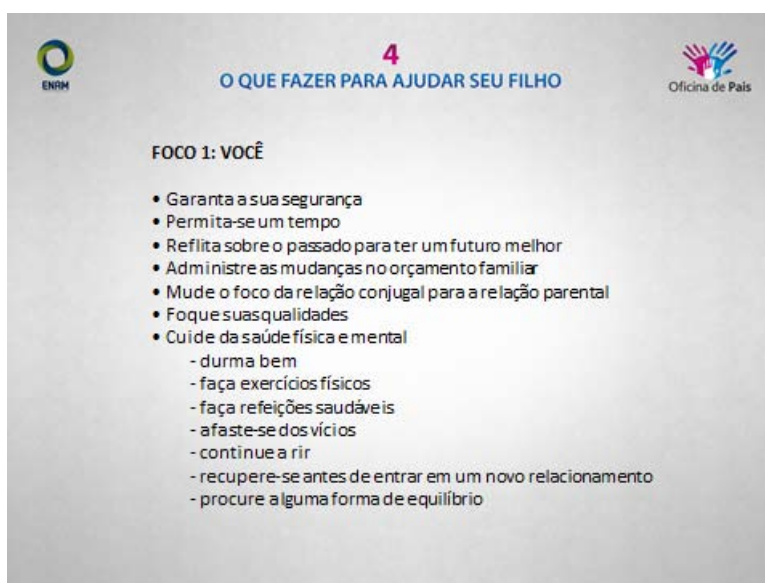 ENAM
4
O QUE FAZER PARA AJUDAR SEU FILHO
Oficina de Pais
FOCO 1: VOCÊ
• Garanta a sua segurança
• Permita-se um tempo
• Reflita sobre o passado para ter um futuro melhor
• Administre as mudanças no orçamento familiar
• Mude o foco da relação conjugal para a relação parental
• Foque suas qualidades
• Cuide da saúde física e mental
- durma bem
- faça exercícios físicos
- faça refeições saudáveis
- afaste-se dos vícios
- continue a rir
- recupere-se antes de entrar em um novo relacionamento
- procure alguma forma de equilíbrio